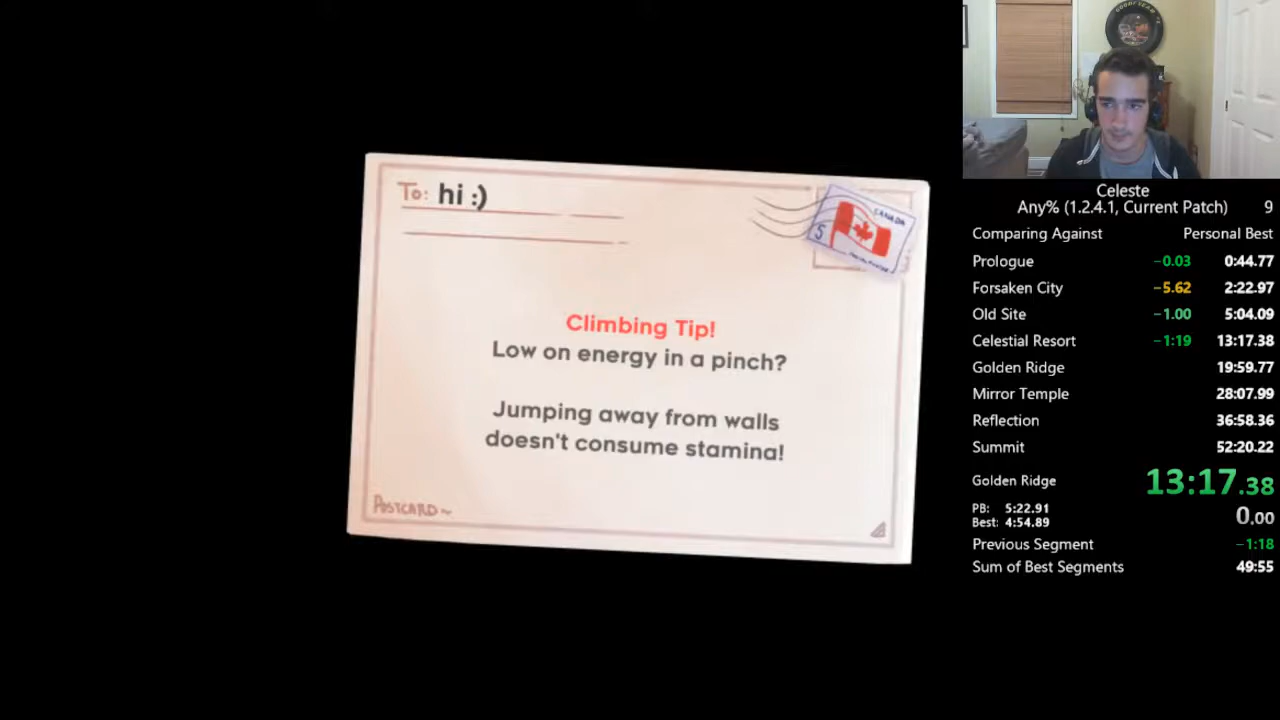 To: hi :)
CANADA
5
Climbing Tip!
Low on energy in a pinch?
Jumping away from walls
doesn't consume stamina!
POSTCARD~
GOODYEAR
Celeste
Any% (1.2.4.1, Current Patch) 9
Comparing Against Personal Best
Prologue -0.03 0:44.77
Forsaken City -5.62 2:22.97
Old Site -1.00 5:04.09
Celestial Resort -1:19 13:17.38
Golden Ridge 19:59.77
Mirror Temple 28:07.99
Reflection 36:58.36
Summit 52:20.22
Golden Ridge 13:17.38
PB: 5:22.91
Best: 4:54.89 0.00
Previous Segment -1:18
Sum of Best Segments 49:55